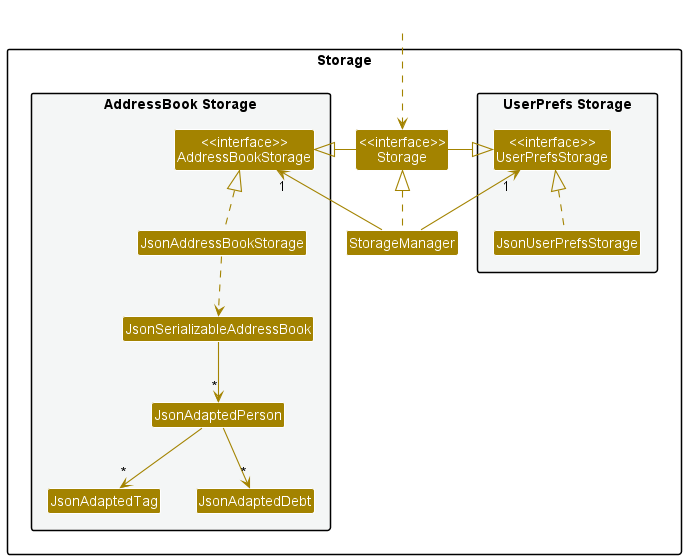 Storage
AddressBook Storage
UserPrefs Storage
<<interface>>
AddressBookStorage
<<interface>>
Storage
<<interface>>
UserPrefsStorage
1
1
JsonAddressBookStorage
StorageManager
JsonUserPrefsStorage
JsonSerializableAddressBook
*
JsonAdaptedPerson
*
*
JsonAdaptedTag
JsonAdaptedDebt